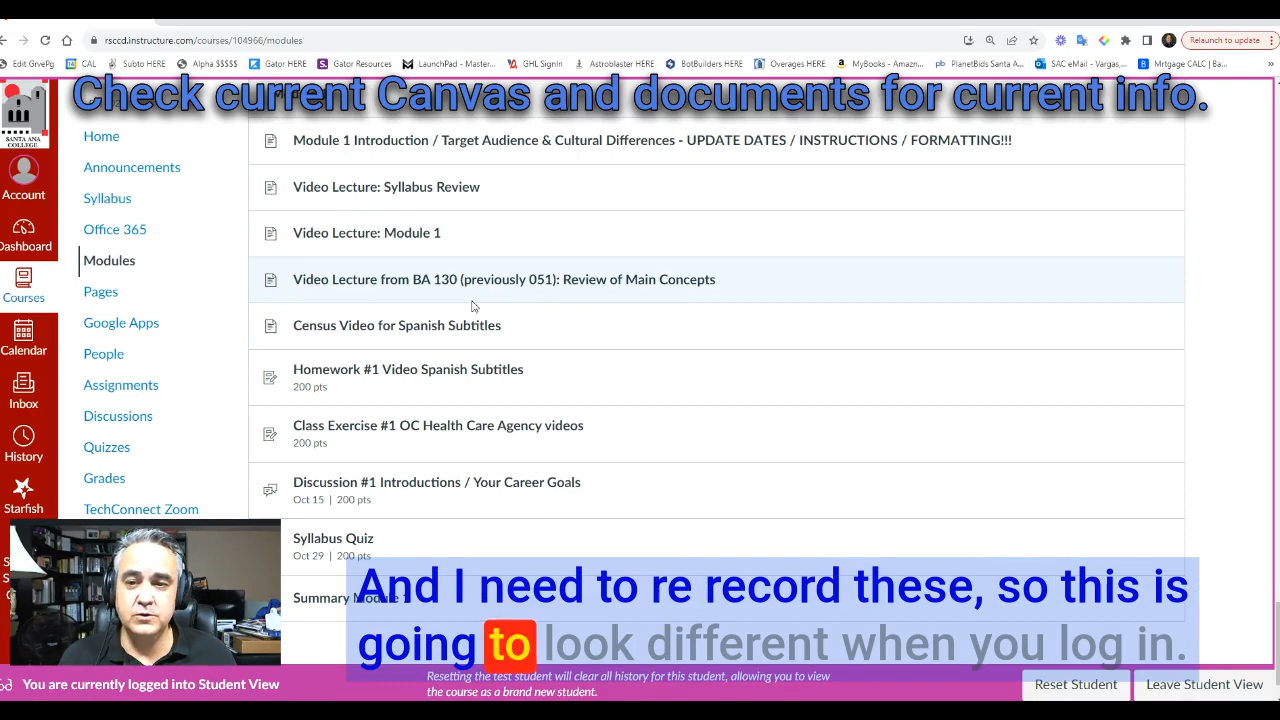 rsccd.instructure.com/courses/104966/modules
Relaunch to update
Edit GivePg
CAL
Subto HERE
Alpha $$$$$
Gator HERE
Gator Resources
LaunchPad - Master...
GHL SignIn
Astroblaster HERE
BotBuilders HERE
Overages HERE
MyBooks - Amazn...
PlanetBids Santa A...
SAC eMail - Vargas,...
Mrtgage CALC | Ba...
»
Check current Canvas and documents for current info.
SANTA ANA
COLLEGE
Account
Dashboard
Courses
Calendar
Inbox
History
Starfish
Home
Announcements
Syllabus
Office 365
Modules
Pages
Google Apps
People
Assignments
Discussions
Quizzes
Grades
TechConnect Zoom
Module 1 Introduction / Target Audience & Cultural Differences - UPDATE DATES / INSTRUCTIONS / FORMATTING!!!
Video Lecture: Syllabus Review
Video Lecture: Module 1
Video Lecture from BA 130 (previously 051): Review of Main Concepts
Census Video for Spanish Subtitles
Homework #1 Video Spanish Subtitles
200 pts
Class Exercise #1 OC Health Care Agency videos
200 pts
Discussion #1 Introductions / Your Career Goals
Oct 15 | 200 pts
Syllabus Quiz
Oct 29 | 200 pts
Summary Module 1
And I need to re record these, so this is
going to look different when you log in.
You are currently logged into Student View
Resetting the test student will clear all history for this student, allowing you to view
the course as a brand new student.
Reset Student
Leave Student View